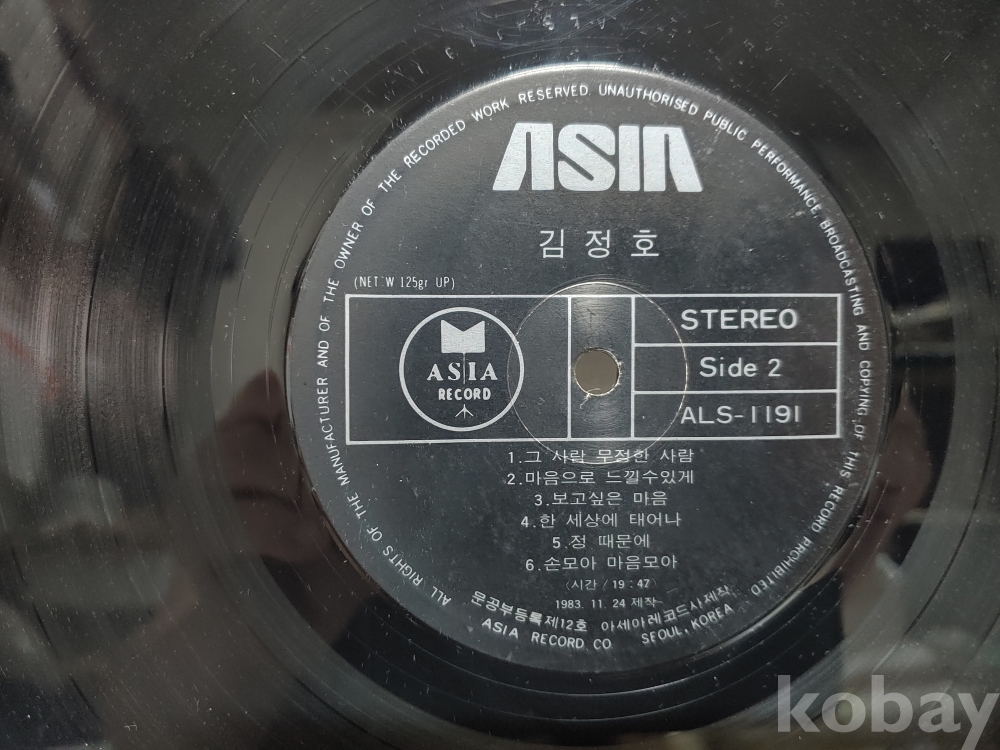 ALL RIGHTS OF THE MANUFACTURER AND OF THE OWNER OF THE RECORDED WORK RESERVED. UNAUTHORISED PUBLIC PERFORMANCE, BROADCASTING AND COPYING OF THIS RECORD PROHIBITED
ASIA
김정호
(NET W 125gr UP)
ASIA
RECORD
STEREO
Side 2
ALS-1191
1.그 사람 무정한 사람
2.마음으로 드낄수있게
3.보고싶은 마음
4.한 세상에 태어나
5.정 때문에
6.손모아 마음모아
〈시간/19:47〉
1983. 11. 24 제작
문공부등록제12호 아세아레코드사제작
ASIA RECORD CO. SEOUL, KOREA
kobay